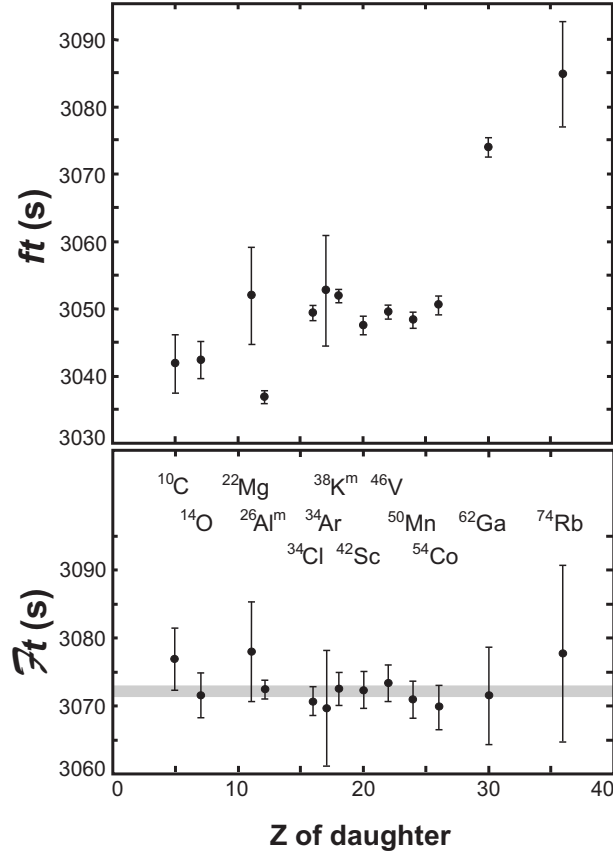 3090
3080
3070
3060
3050
3040
3030
ft (s)
¹⁰C ²²Mg ³⁸Kᵐ ⁴⁶V
¹⁴O ²⁶Alᵐ ³⁴Ar ⁵⁰Mn ⁶²Ga ⁷⁴Rb
³⁴Cl ⁴²Sc ⁵⁴Co
3090
3080
3070
3060
ℱt (s)
0 10 20 30 40
Z of daughter